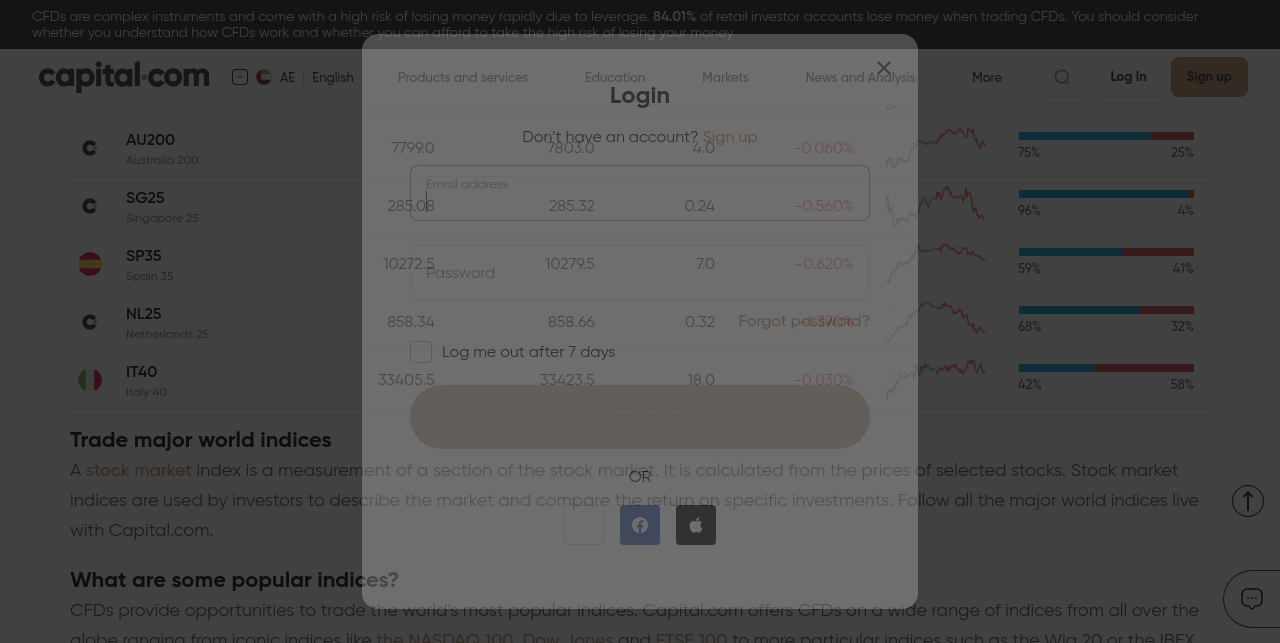 CFDs are complex instruments and come with a high risk of losing money rapidly due to leverage. 84.01% of retail investor accounts lose money when trading CFDs. You should consider
whether you understand how CFDs work and whether you can afford to take the high risk of losing your money
capital.com AE English Products and services Education Markets News and Analysis More Log In Sign up
Login
Don't have an account? Sign up
Email address
Password
Forgot password?
Log me out after 7 days
OR
AU200 7799.0 7803.0 4.0 -0.060% 75% 25%
Australia 200
SG25 285.08 285.32 0.24 -0.560% 96% 4%
Singapore 25
SP35 10272.5 10279.5 7.0 -0.620% 59% 41%
Spain 35
NL25 858.34 858.66 0.32 68% 32%
Netherlands 25
IT40 33405.5 33423.5 18.0 -0.030% 42% 58%
Italy 40
Trade major world indices
A stock market index is a measurement of a section of the stock market. It is calculated from the prices of selected stocks. Stock market
indices are used by investors to describe the market and compare the return on specific investments. Follow all the major world indices live
with Capital.com.
What are some popular indices?
CFDs provide opportunities to trade the world's most popular indices. Capital.com offers CFDs on a wide range of indices from all over the
globe ranging from iconic indices like the NASDAQ 100, Dow Jones and FTSE 100 to more particular indices such as the Wig 20 or the IBEX